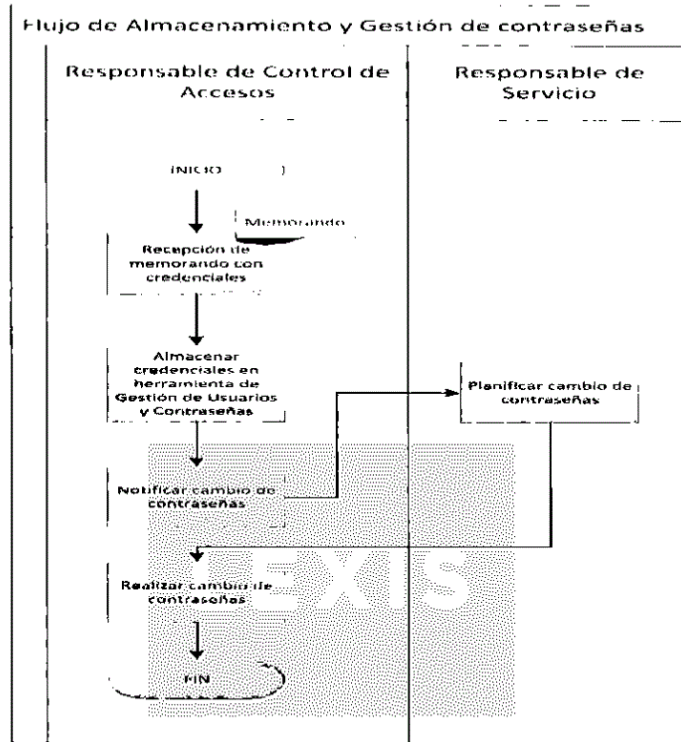 Flujo de Almacenamiento y Gestión de contraseñas
Responsable de Control de
Accesos
Responsable de
Servicio
INICIO
Memorando
Recepción de
memorando con
credenciales
Almacenar
credenciales en
herramienta de
Gestión de Usuarios
y Contraseñas
Planificar cambio de
contraseñas
Notificar cambio de
contraseñas
Realizar cambio de
contraseñas
EXIS
FIN